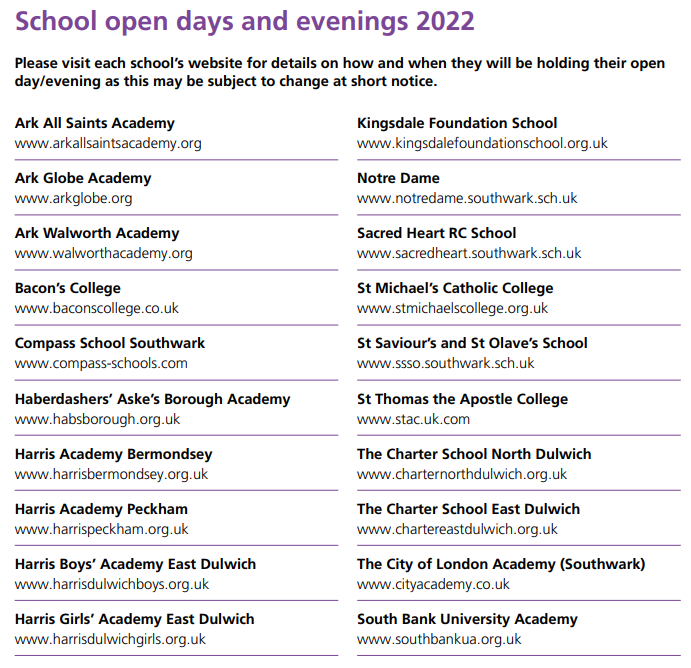 School open days and evenings 2022
Please visit each school’s website for details on how and when they will be holding their open
day/evening as this may be subject to change at short notice.
Ark All Saints Academy
www.arkallsaintsacademy.org
Ark Globe Academy
www.arkglobe.org
Ark Walworth Academy
www.walworthacademy.org
Bacon’s College
www.baconscollege.co.uk
Compass School Southwark
www.compass-schools.com
Haberdashers’ Aske’s Borough Academy
www.habsborough.org.uk
Harris Academy Bermondsey
www.harrisbermondsey.org.uk
Harris Academy Peckham
www.harrispeckham.org.uk
Harris Boys’ Academy East Dulwich
www.harrisdulwichboys.org.uk
Harris Girls’ Academy East Dulwich
www.harrisdulwichgirls.org.uk
Kingsdale Foundation School
www.kingsdalefoundationschool.org.uk
Notre Dame
www.notredame.southwark.sch.uk
Sacred Heart RC School
www.sacredheart.southwark.sch.uk
St Michael’s Catholic College
www.stmichaelscollege.org.uk
St Saviour’s and St Olave’s School
www.ssso.southwark.sch.uk
St Thomas the Apostle College
www.stac.uk.com
The Charter School North Dulwich
www.charternorthdulwich.org.uk
The Charter School East Dulwich
www.chartereastdulwich.org.uk
The City of London Academy (Southwark)
www.cityacademy.co.uk
South Bank University Academy
www.southbankua.org.uk